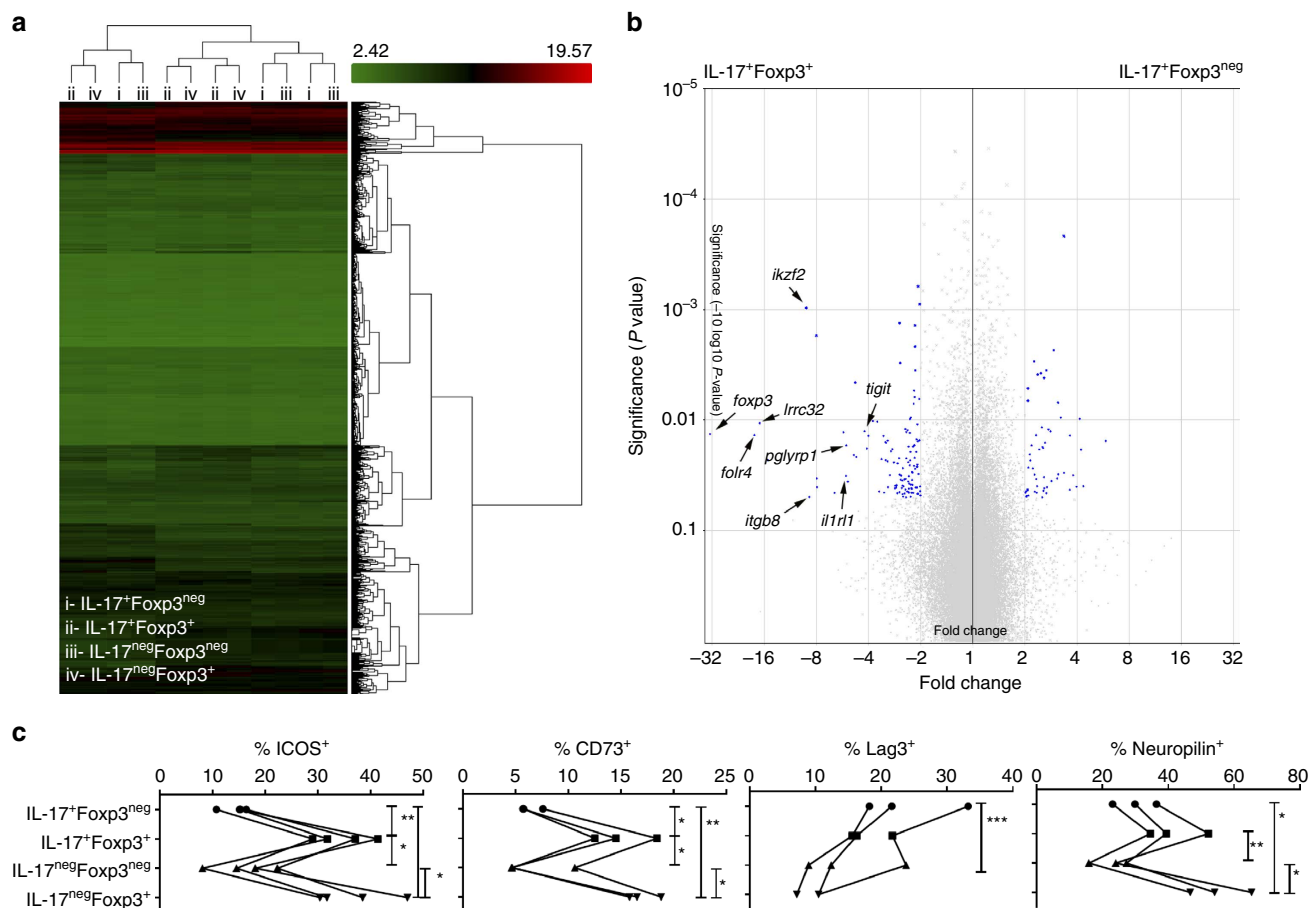 a
2.42 19.57
ii iv i iii ii iv ii iv i iii i iii
i- IL-17+Foxp3neg
ii- IL-17+Foxp3+
iii- IL-17negFoxp3neg
iv- IL-17negFoxp3+
b
IL-17+Foxp3+ IL-17+Foxp3neg
10–5
10–4
10–3
0.01
0.1
Significance (P value)
Significance (–10 log10 P-value)
ikzf2
foxp3
lrrc32
tigit
folr4
pglyrp1
itgb8
il1rl1
Fold change
–32 –16 –8 –4 –2 1 2 4 8 16 32
Fold change
c
% ICOS+
0 10 20 30 40 50
% CD73+
0 5 10 15 20 25
% Lag3+
0 10 20 30 40
% Neuropilin+
0 20 40 60 80
IL-17+Foxp3neg
IL-17+Foxp3+
IL-17negFoxp3neg
IL-17negFoxp3+
** * *
* * ** *
***
* ** *